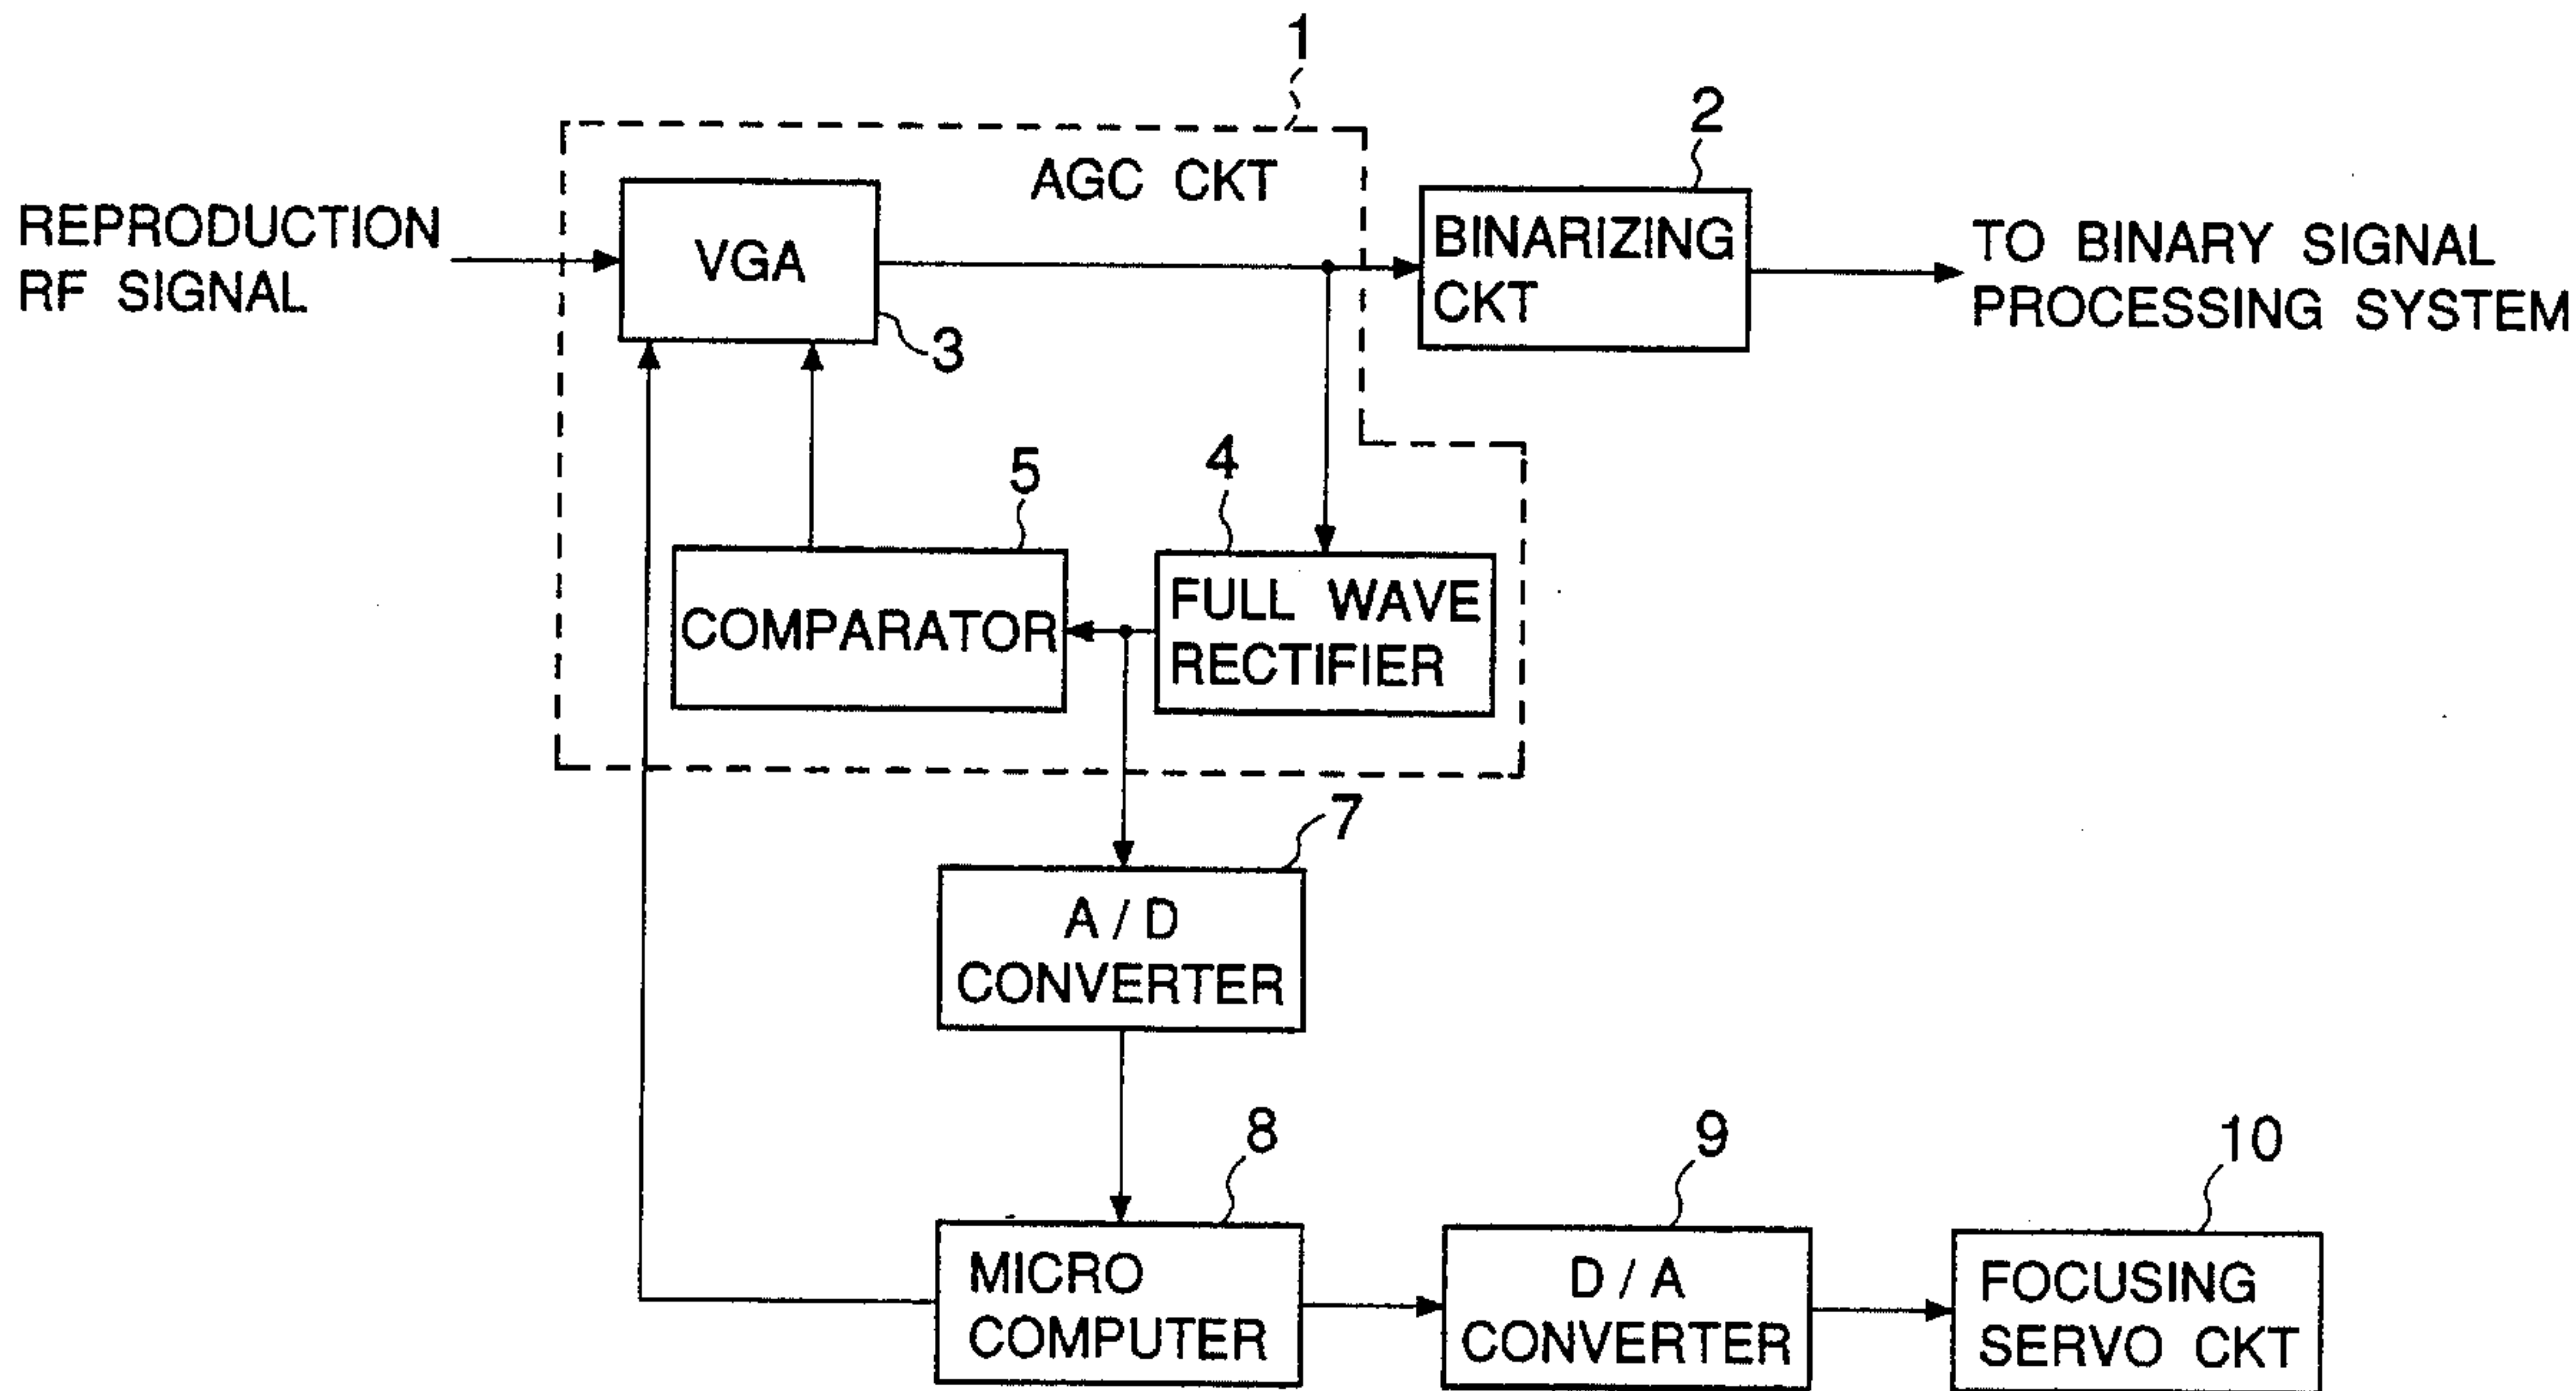 1
2
AGC CKT
REPRODUCTION
RF SIGNAL
VGA
3
BINARIZING
CKT
TO BINARY SIGNAL
PROCESSING SYSTEM
5
4
COMPARATOR
FULL WAVE
RECTIFIER
7
A / D
CONVERTER
8
9
10
MICRO
COMPUTER
D / A
CONVERTER
FOCUSING
SERVO CKT